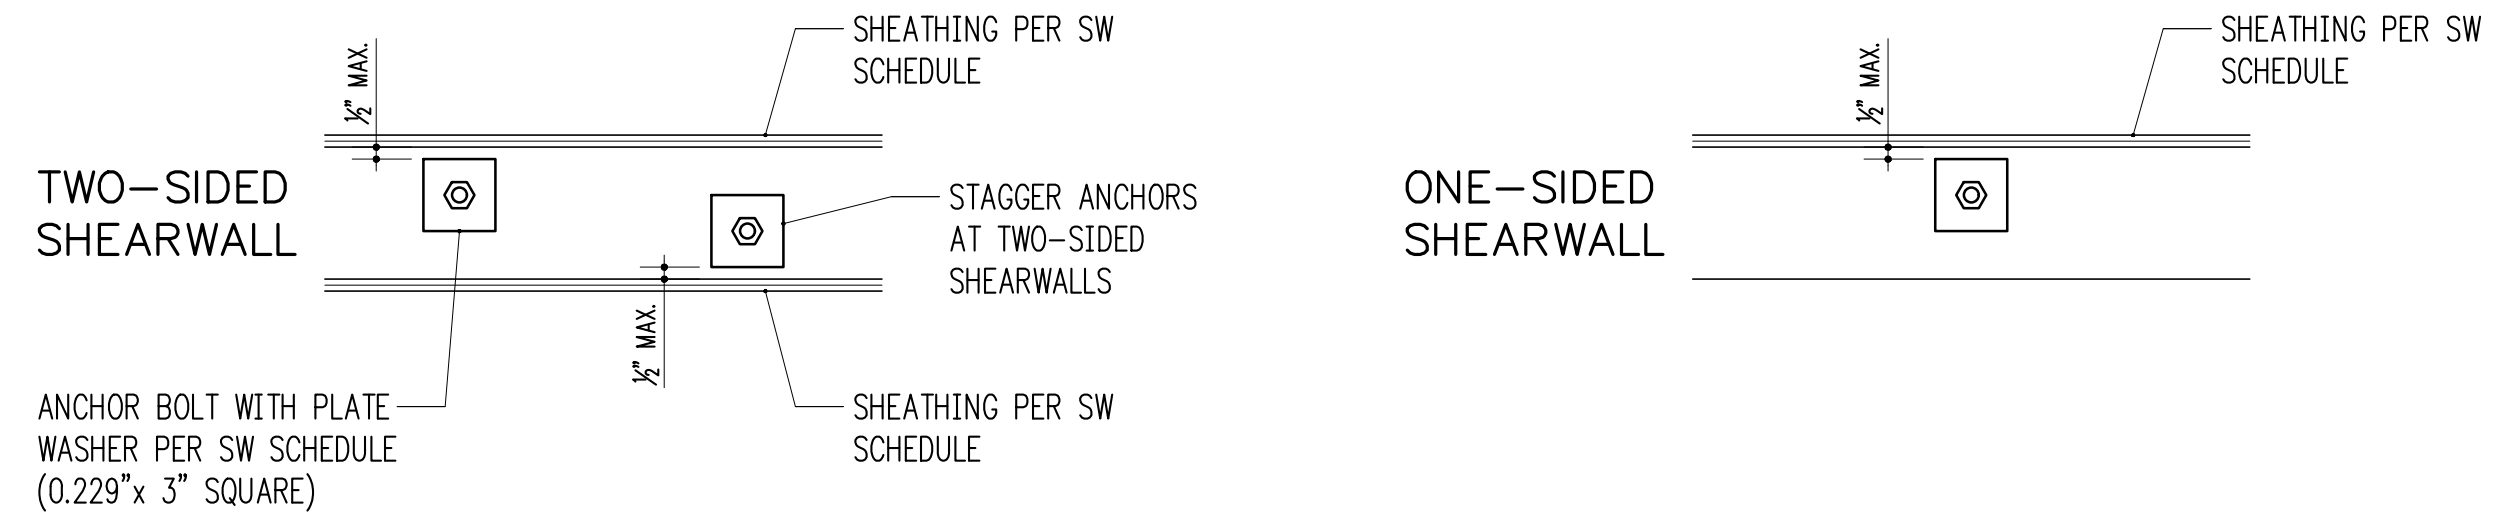 SHEATHING PER SW
SCHEDULE
½" MAX.
TWO-SIDED
SHEARWALL
STAGGER ANCHORS
AT TWO-SIDED
SHEARWALLS
½" MAX.
ANCHOR BOLT WITH PLATE
WASHER PER SW SCHEDULE
(0.229"x 3" SQUARE)
SHEATHING PER SW
SCHEDULE
SHEATHING PER SW
SCHEDULE
½" MAX.
ONE-SIDED
SHEARWALL